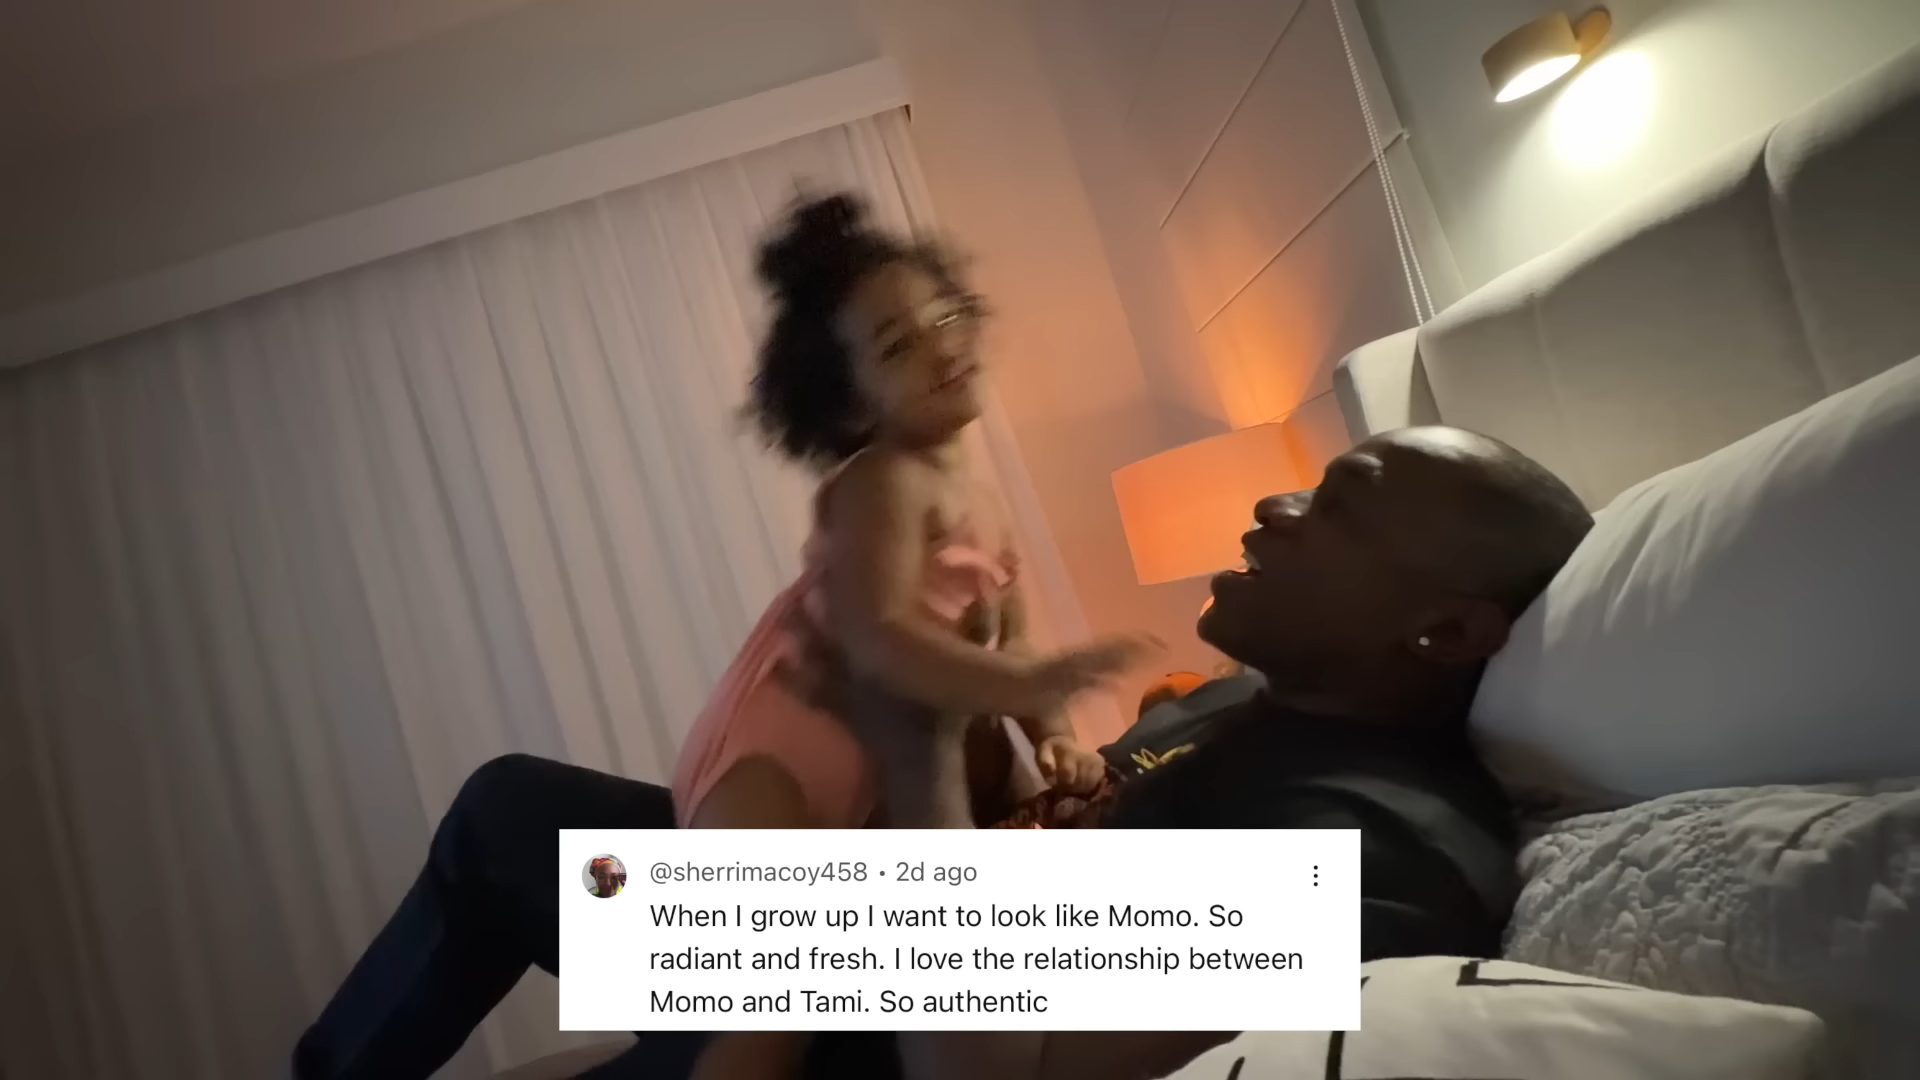 @sherrimacoy458 • 2d ago
When I grow up I want to look like Momo. So
radiant and fresh. I love the relationship between
Momo and Tami. So authentic